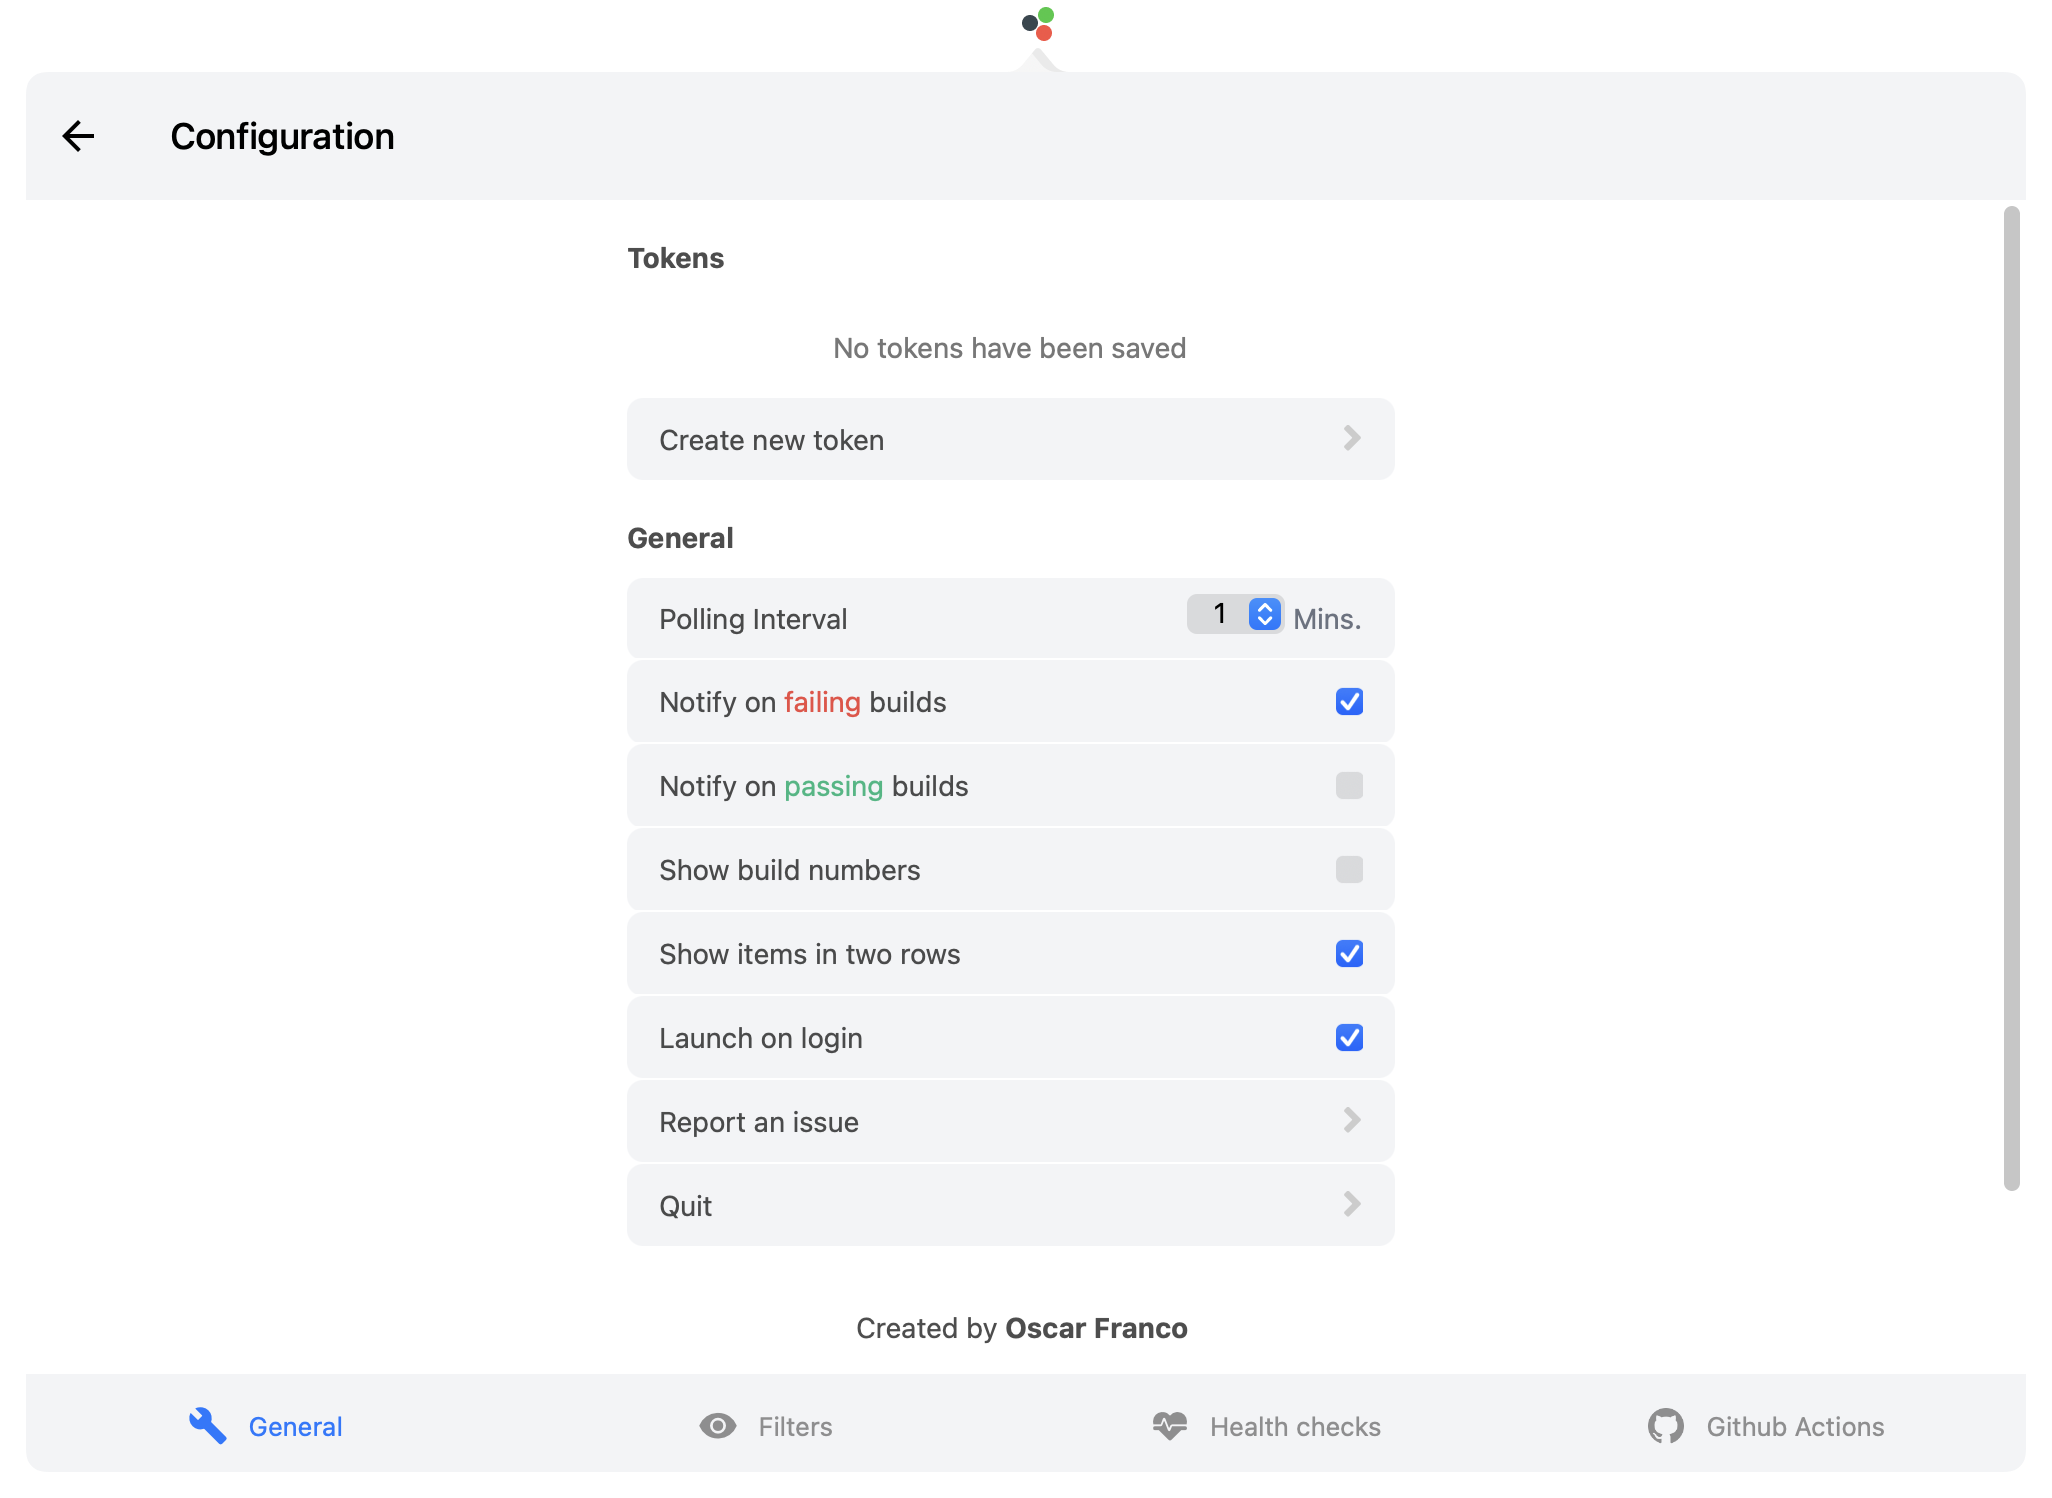 Configuration
Tokens
No tokens have been saved
Create new token
General
Polling Interval 1 Mins.
Notify on failing builds
Notify on passing builds
Show build numbers
Show items in two rows
Launch on login
Report an issue
Quit
Created by Oscar Franco
General Filters Health checks Github Actions